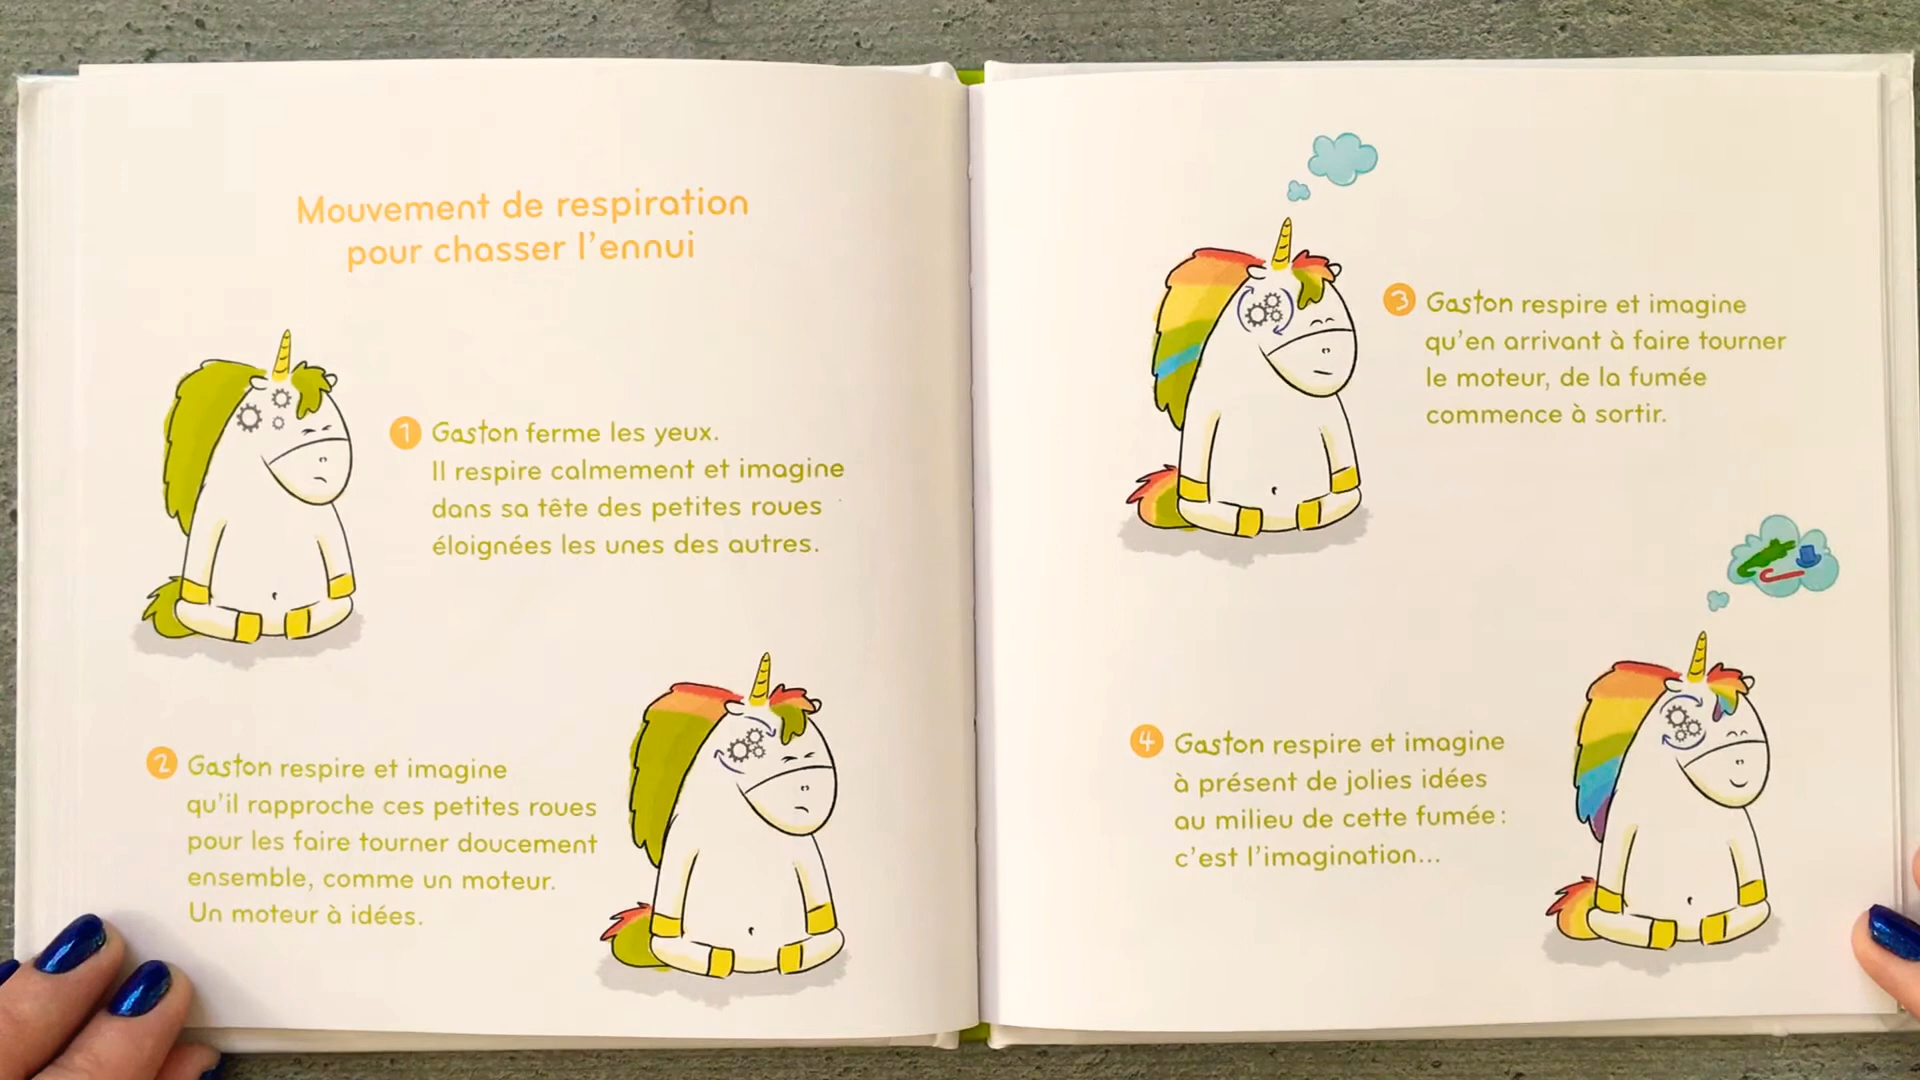 Mouvement de respiration
pour chasser l'ennui
1 Gaston ferme les yeux.
Il respire calmement et imagine
dans sa tête des petites roues
éloignées les unes des autres.
2 Gaston respire et imagine
qu'il rapproche ces petites roues
pour les faire tourner doucement
ensemble, comme un moteur.
Un moteur à idées.
3 Gaston respire et imagine
qu'en arrivant à faire tourner
le moteur, de la fumée
commence à sortir.
4 Gaston respire et imagine
à présent de jolies idées
au milieu de cette fumée :
c'est l'imagination...